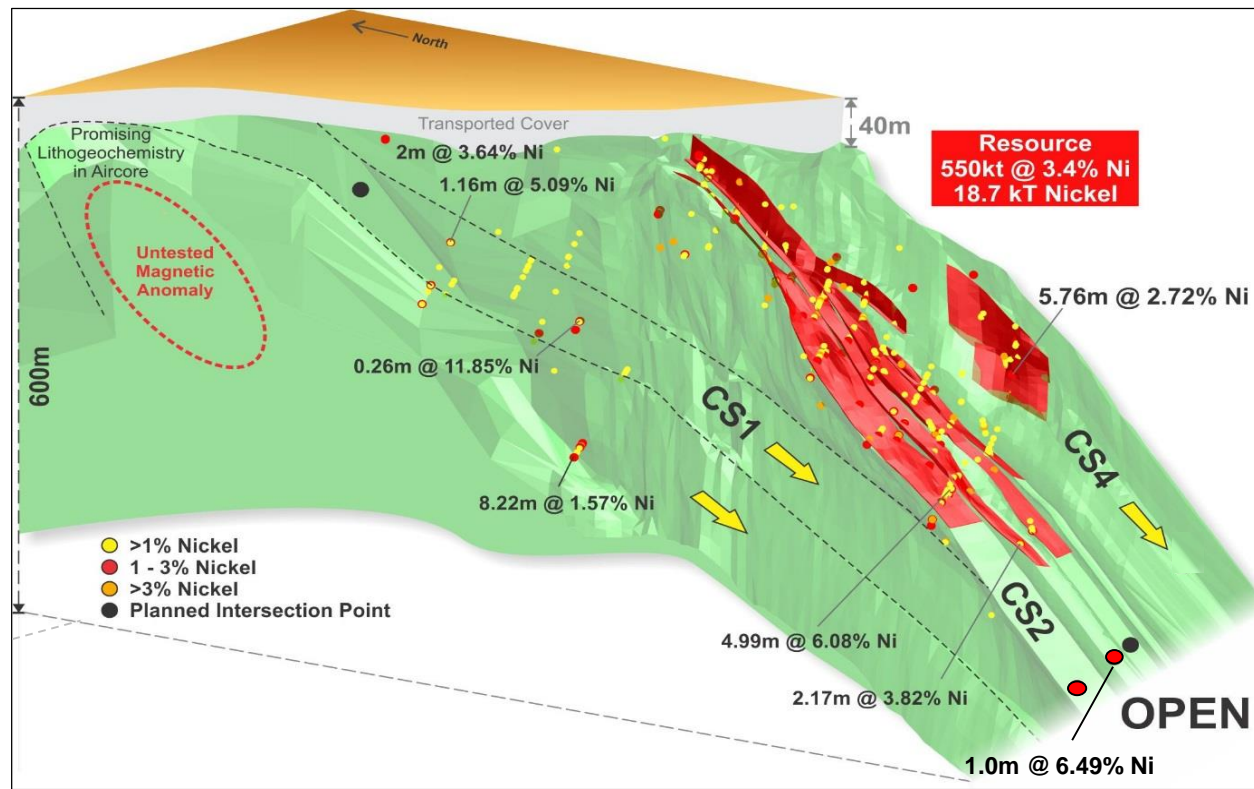 North
Transported Cover
40m
Promising
Lithogeochemistry
in Aircore
Resource
550kt @ 3.4% Ni
18.7 kT Nickel
2m @ 3.64% Ni
1.16m @ 5.09% Ni
Untested
Magnetic
Anomaly
5.76m @ 2.72% Ni
600m
0.26m @ 11.85% Ni
CS1
CS4
8.22m @ 1.57% Ni
>1% Nickel
1 - 3% Nickel
>3% Nickel
Planned Intersection Point
CS2
4.99m @ 6.08% Ni
2.17m @ 3.82% Ni
OPEN
1.0m @ 6.49% Ni